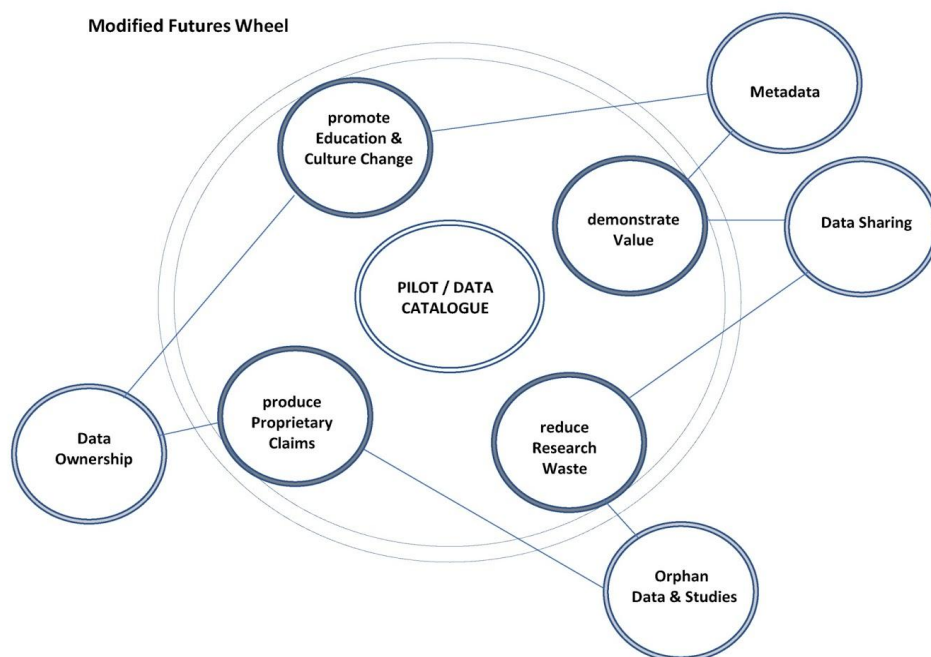 Modified Futures Wheel
promote
Education &
Culture Change
Metadata
demonstrate
Value
Data Sharing
PILOT / DATA
CATALOGUE
produce
Proprietary
Claims
reduce
Research
Waste
Data
Ownership
Orphan
Data & Studies